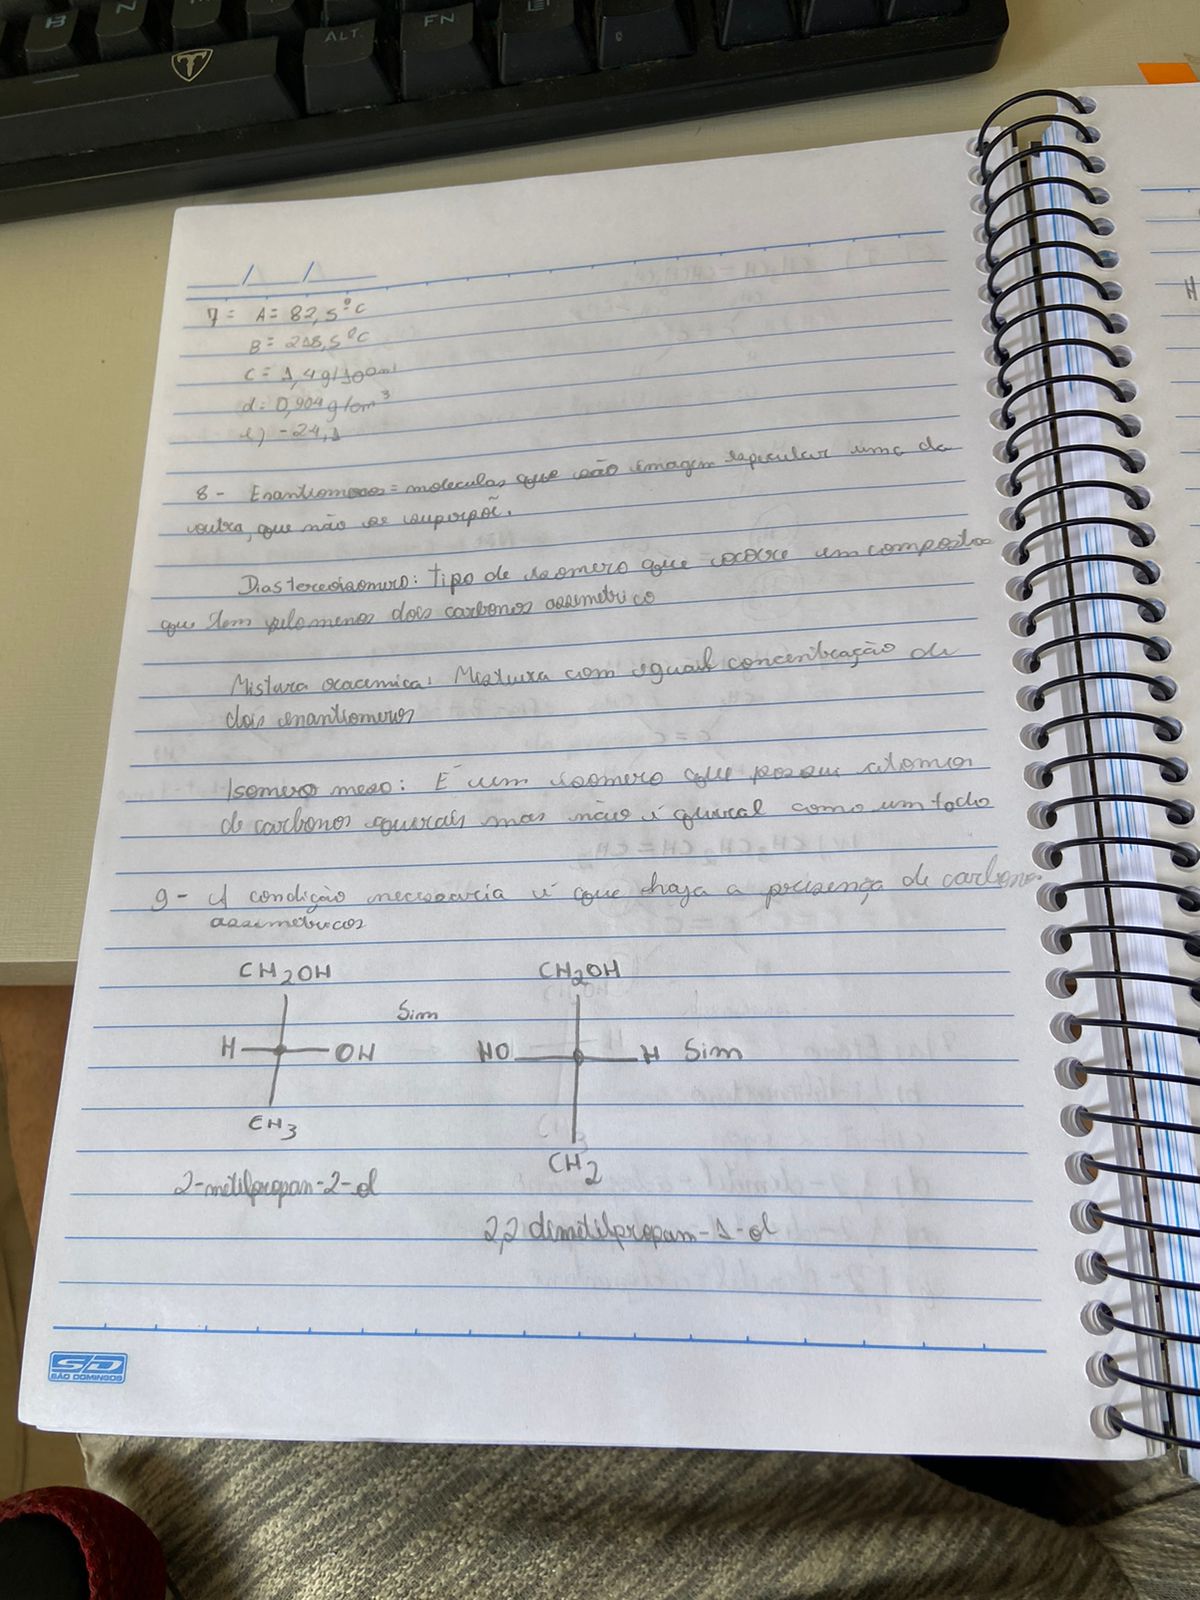 B N
ALT
FN
7 = A = 82,5°C
B = 218,5°C
C = 1,4g/100ml
d = 0,904g/cm³
e) -24,1
8 - Enantiomeros = moleculas que são imagem especular uma da
outra, que não se superpõe.
Diastereoisomero: tipo de isomero que ocorre em compostos
que tem pelo menos dois carbonos assimetrico
Mistura racemica: Mistura com igual concentração de
dois enantiomeros
Isomero meso: É um isomero que possui atomos
de carbonos quirais mas não é quiral como um todo
9 - A condição necessaria é que haja a presença de carbonos
assimetricos
CH2OH CH2OH
Sim
H OH HO H Sim
CH3
CH2
2-metilpropan-2-ol
2,2 dimetilpropan-1-ol
SD
SÃO DOMINGOS